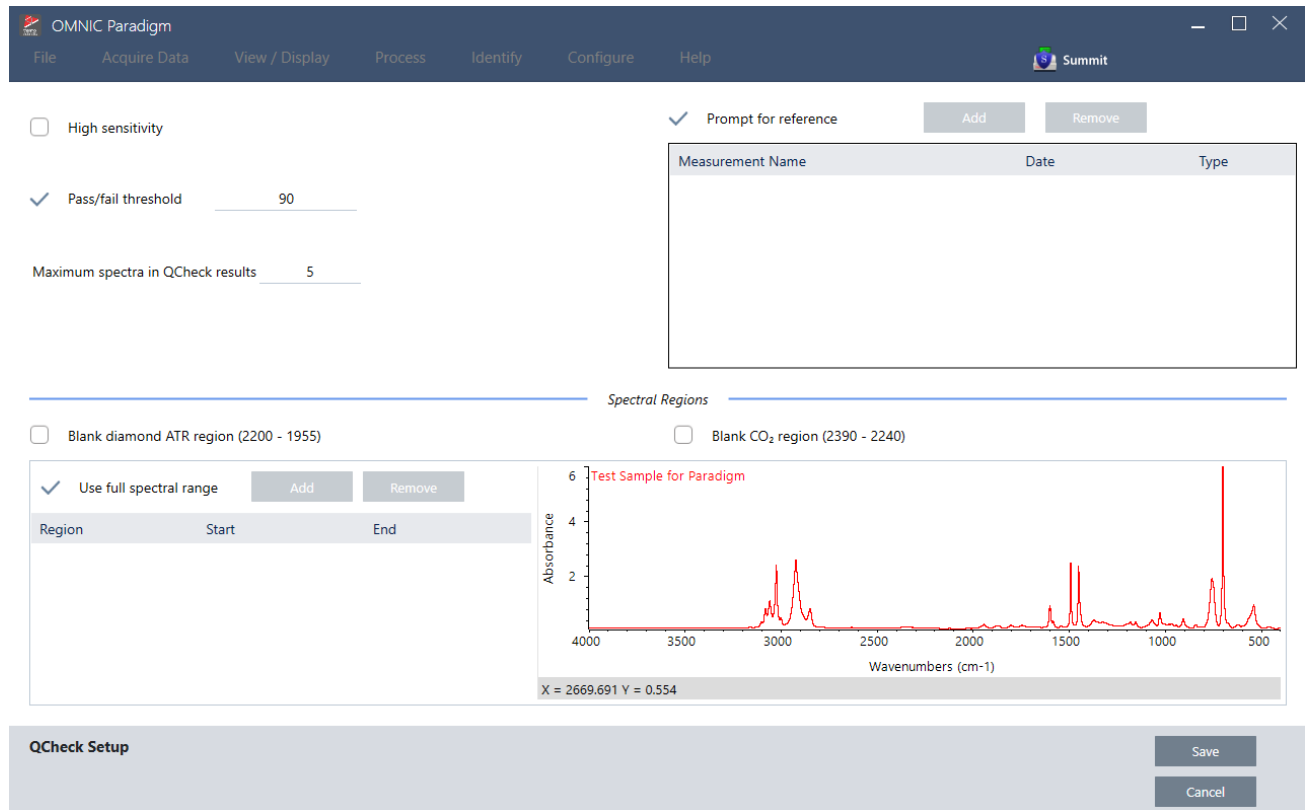 OMNIC Paradigm
File Acquire Data View / Display Process Identify Configure Help Summit
High sensitivity
Prompt for reference Add Remove
Measurement Name Date Type
Pass/fail threshold 90
Maximum spectra in QCheck results 5
Spectral Regions
Blank diamond ATR region (2200 - 1955)
Blank CO₂ region (2390 - 2240)
Use full spectral range Add Remove
Region Start End
Test Sample for Paradigm
Absorbance
6
4
2
4000 3500 3000 2500 2000 1500 1000 500
Wavenumbers (cm-1)
X = 2669.691 Y = 0.554
QCheck Setup
Save
Cancel